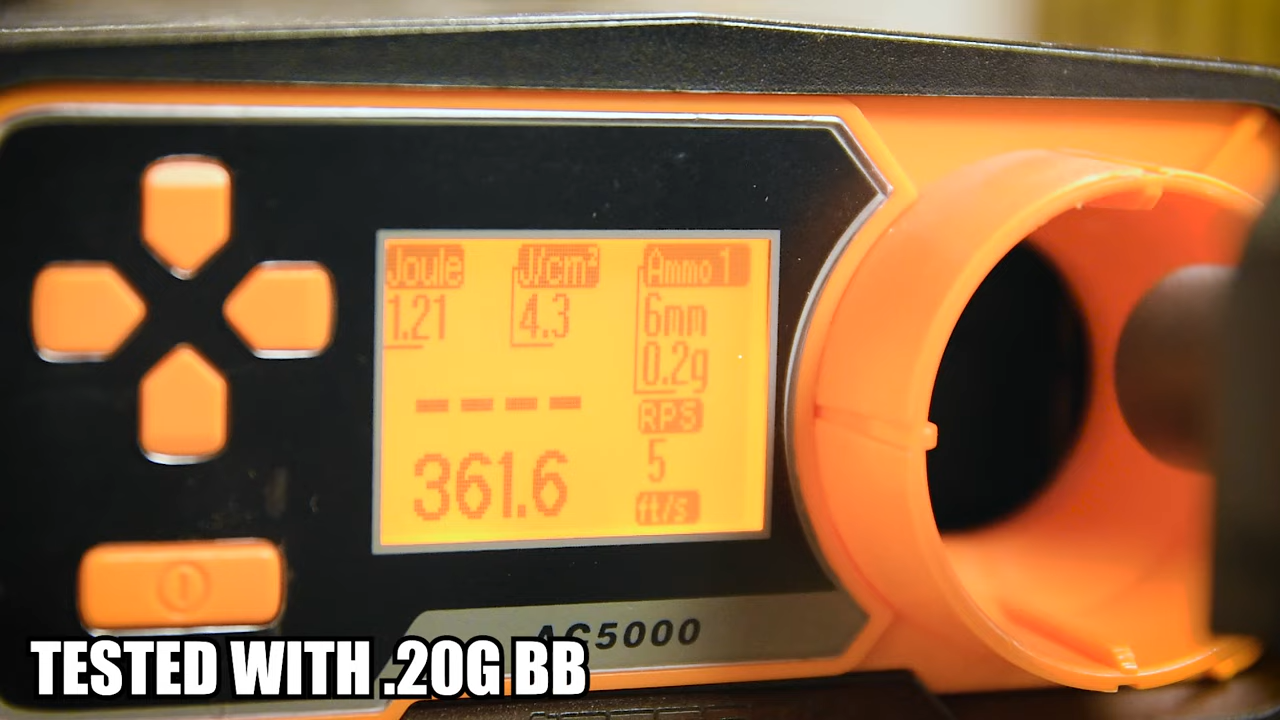 Joule J/cm² Ammo 1
1.21 4.3 6mm
0.2g
---- RPS
361.6 5
ft/s
AC5000
TESTED WITH .20G BB